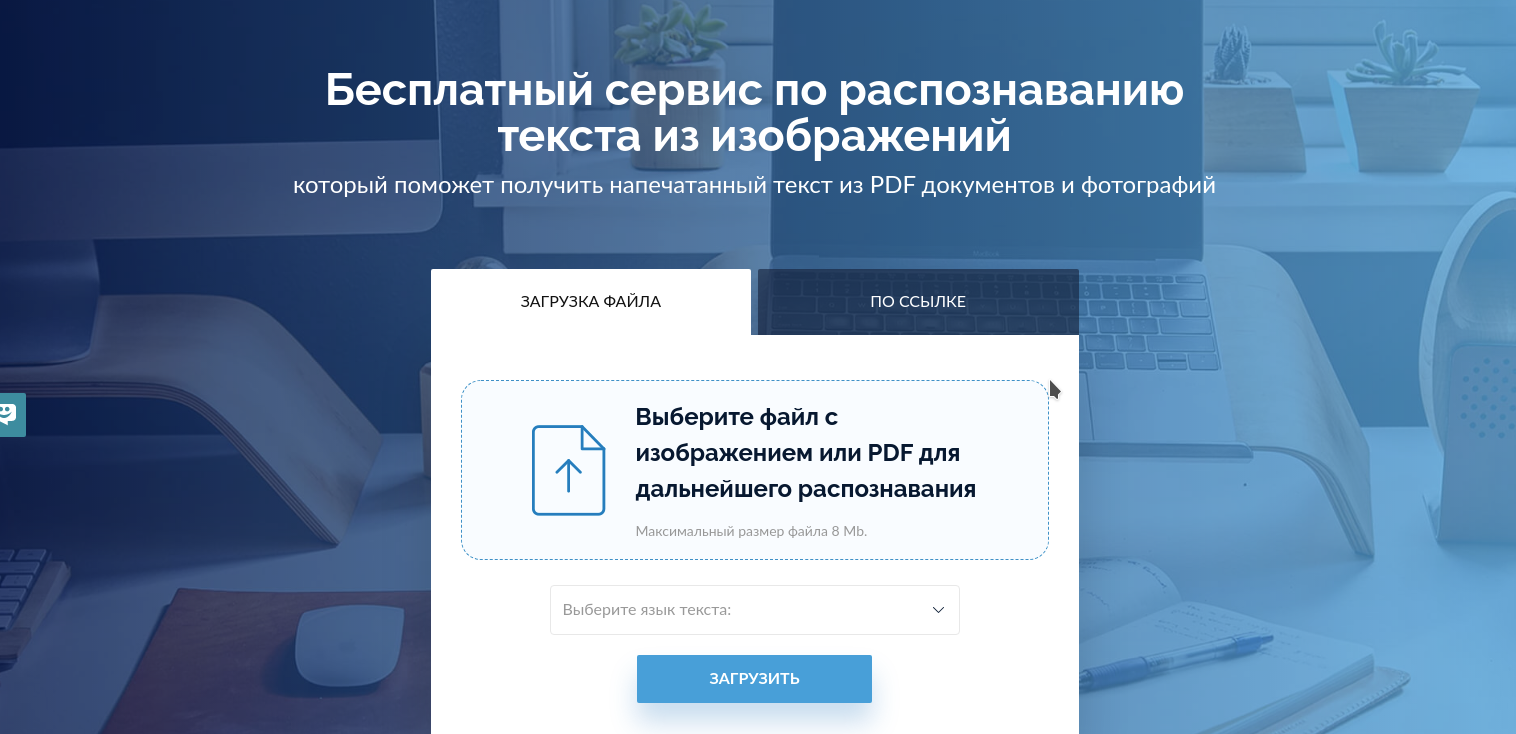 Бесплатный сервис по распознаванию
текста из изображений
который поможет получить напечатанный текст из PDF документов и фотографий
ЗАГРУЗКА ФАЙЛА
ПО ССЫЛКЕ
Выберите файл с
изображением или PDF для
дальнейшего распознавания
Максимальный размер файла 8 Mb.
Выберите язык текста:
ЗАГРУЗИТЬ